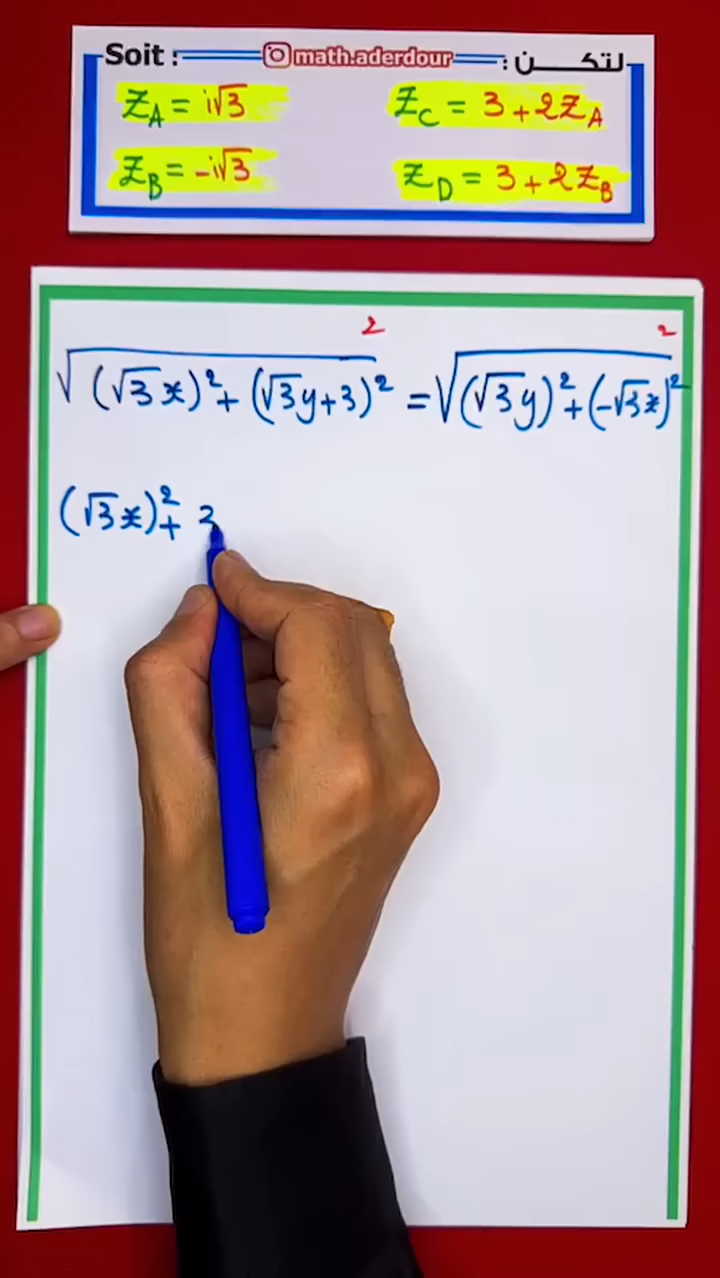 Soit : math.aderdour لتكن :
Z_A = i√3 Z_C = 3 + 2Z_A
Z_B = -i√3 Z_D = 3 + 2Z_B
√((√3x)² + (√3y+3)²)² = √((√3y)² + (-√3x)²)²
(√3x)² + 3